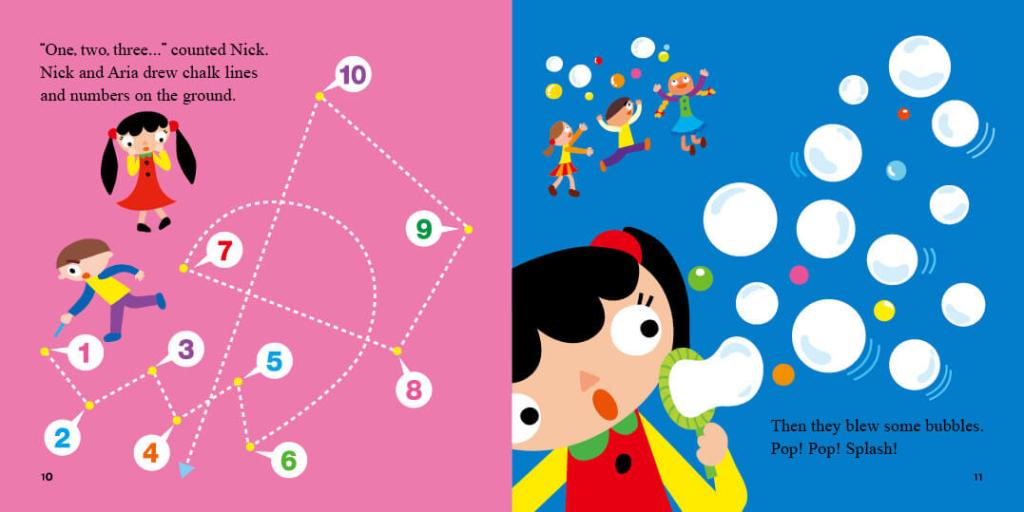 "One, two, three..." counted Nick.
Nick and Aria drew chalk lines
and numbers on the ground.
10
9
7
1
3
5
8
2
4
6
10
Then they blew some bubbles.
Pop! Pop! Splash!
11